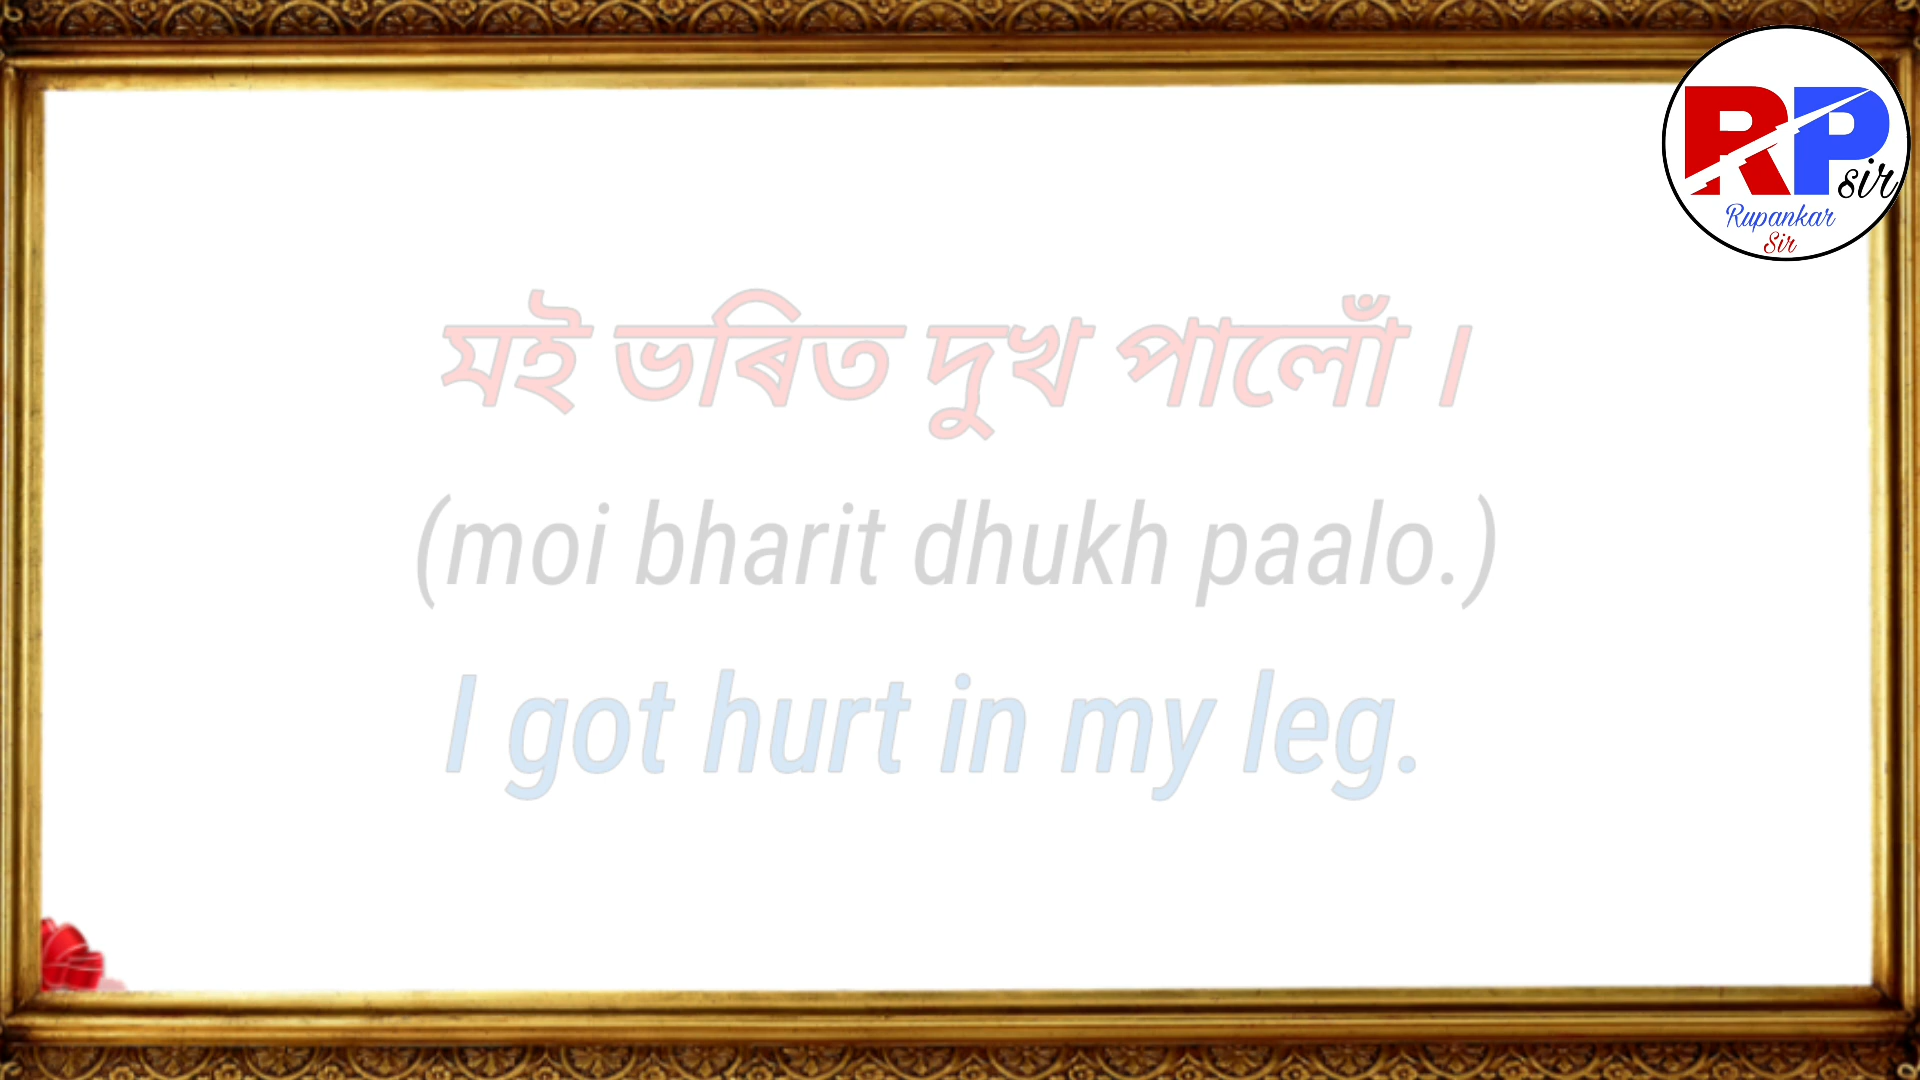 RP sir
Rupankar
Sir
মই ভৰিত দুখ পালোঁ ।
(moi bharit dhukh paalo.)
I got hurt in my leg.